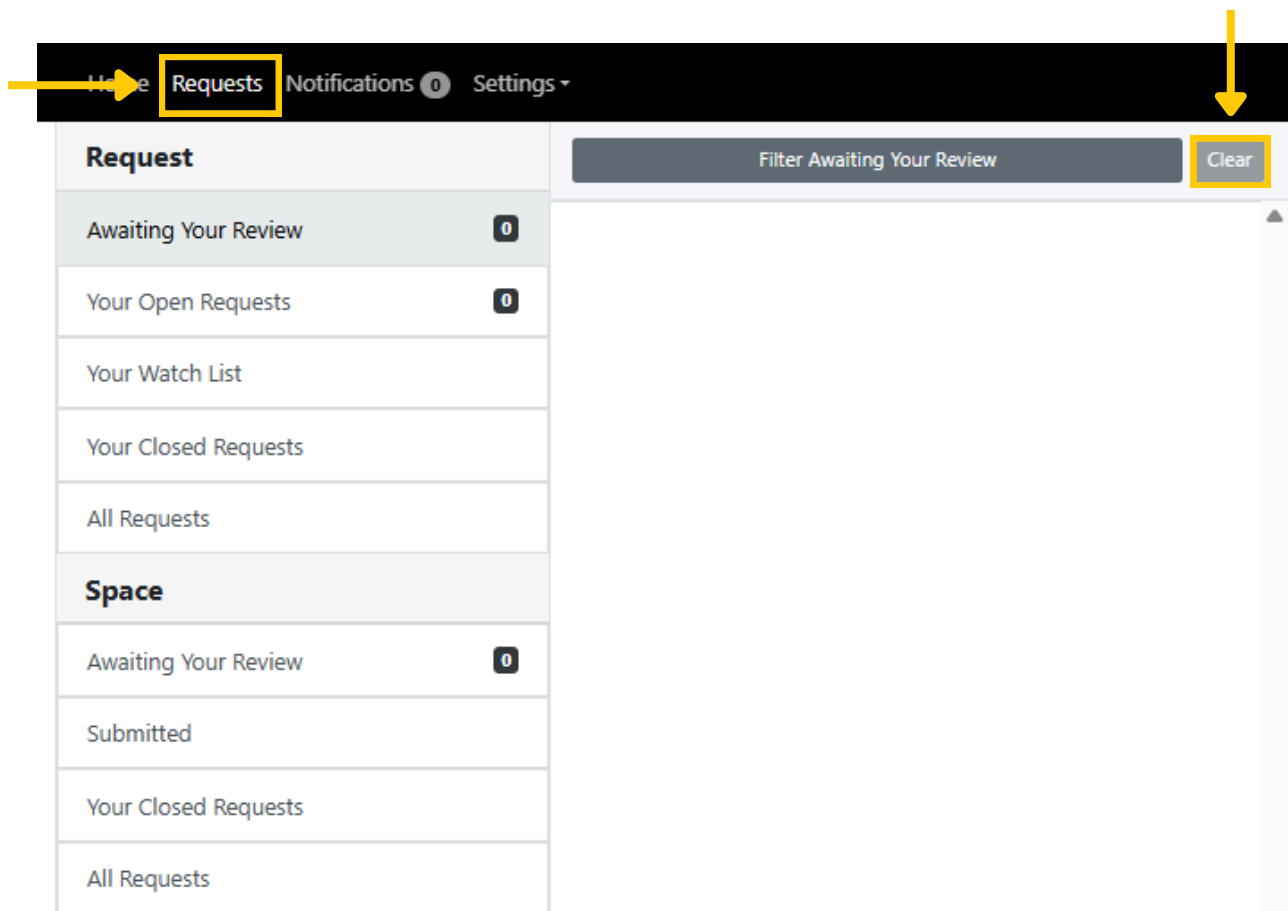 Home Requests Notifications 0 Settings
Request
Filter Awaiting Your Review Clear
Awaiting Your Review 0
Your Open Requests 0
Your Watch List
Your Closed Requests
All Requests
Space
Awaiting Your Review 0
Submitted
Your Closed Requests
All Requests